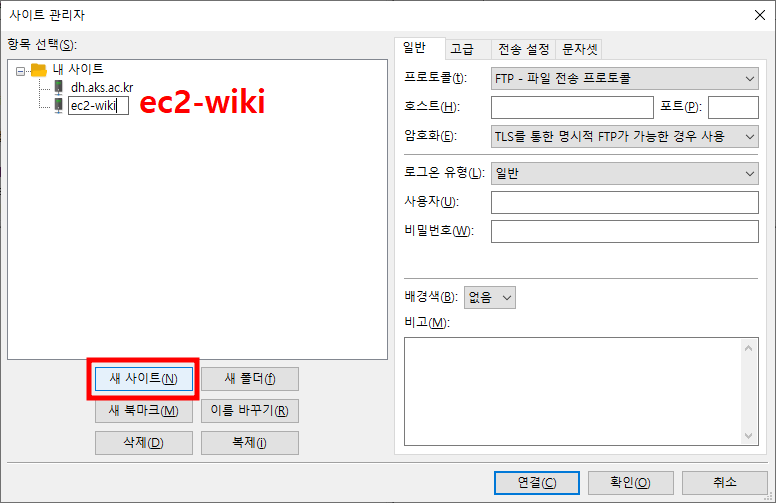 사이트 관리자
항목 선택(S):
내 사이트
dh.aks.ac.kr
ec2-wiki
ec2-wiki
새 사이트(N)
새 폴더(f)
새 북마크(M)
이름 바꾸기(R)
삭제(D)
복제(i)
일반
고급
전송 설정
문자셋
프로토콜(t):
FTP - 파일 전송 프로토콜
호스트(H):
포트(P):
암호화(E):
TLS를 통한 명시적 FTP가 가능한 경우 사용
로그온 유형(L):
일반
사용자(U):
비밀번호(W):
배경색(B):
없음
비고(M):
연결(C)
확인(O)
취소